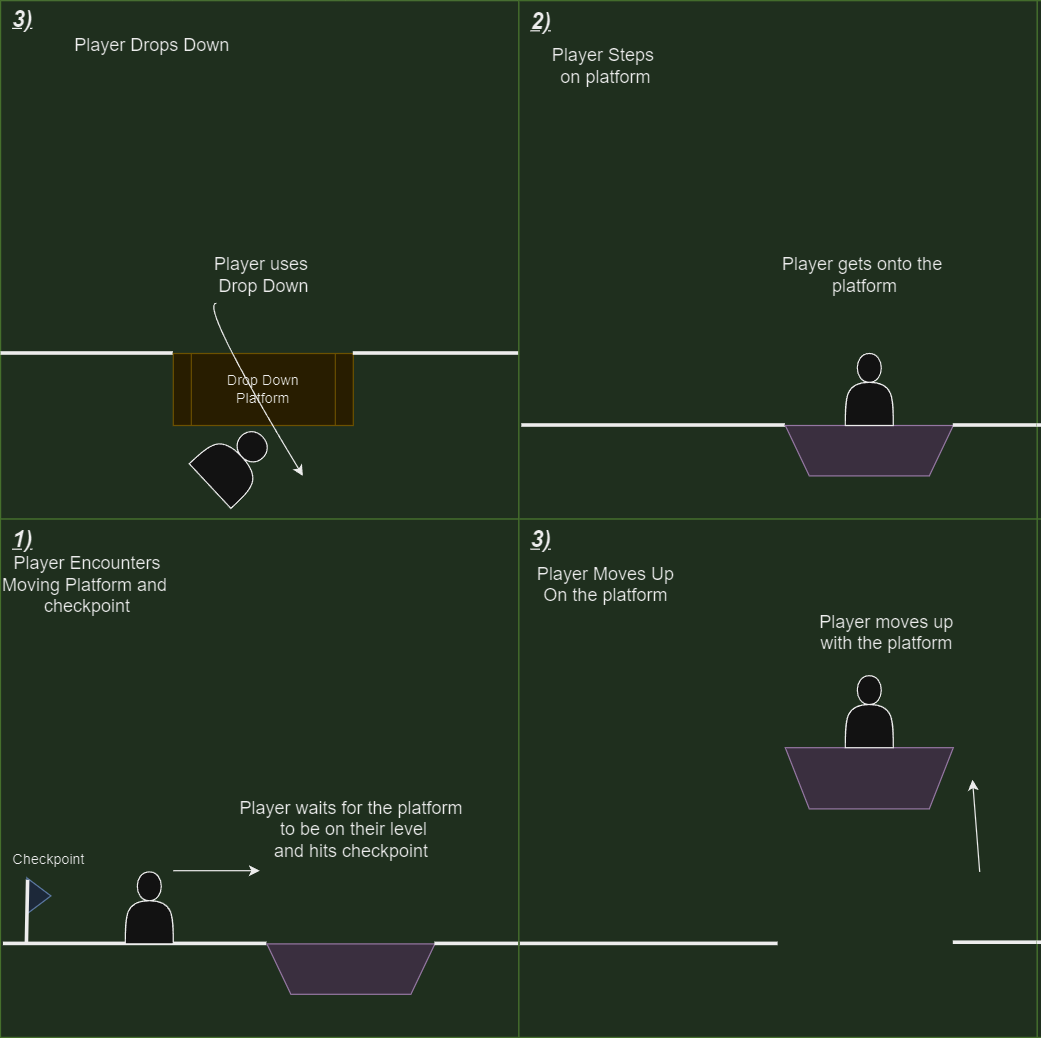 3)
Player Drops Down
Player uses
Drop Down
Drop Down
Platform
2)
Player Steps
on platform
Player gets onto the
platform
1)
Player Encounters
Moving Platform and
checkpoint
Player waits for the platform
to be on their level
and hits checkpoint
Checkpoint
3)
Player Moves Up
On the platform
Player moves up
with the platform